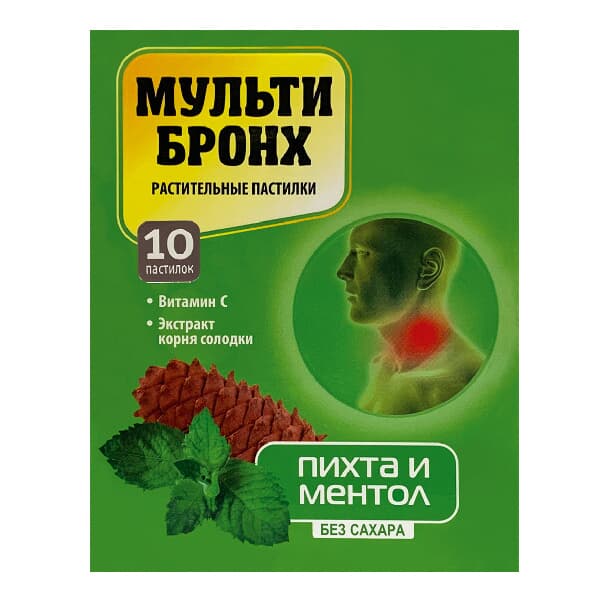 МУЛЬТИ
БРОНХ
РАСТИТЕЛЬНЫЕ ПАСТИЛКИ
10
пастилок
• Витамин С
• Экстракт
корня солодки
ПИХТА И
МЕНТОЛ
БЕЗ САХАРА